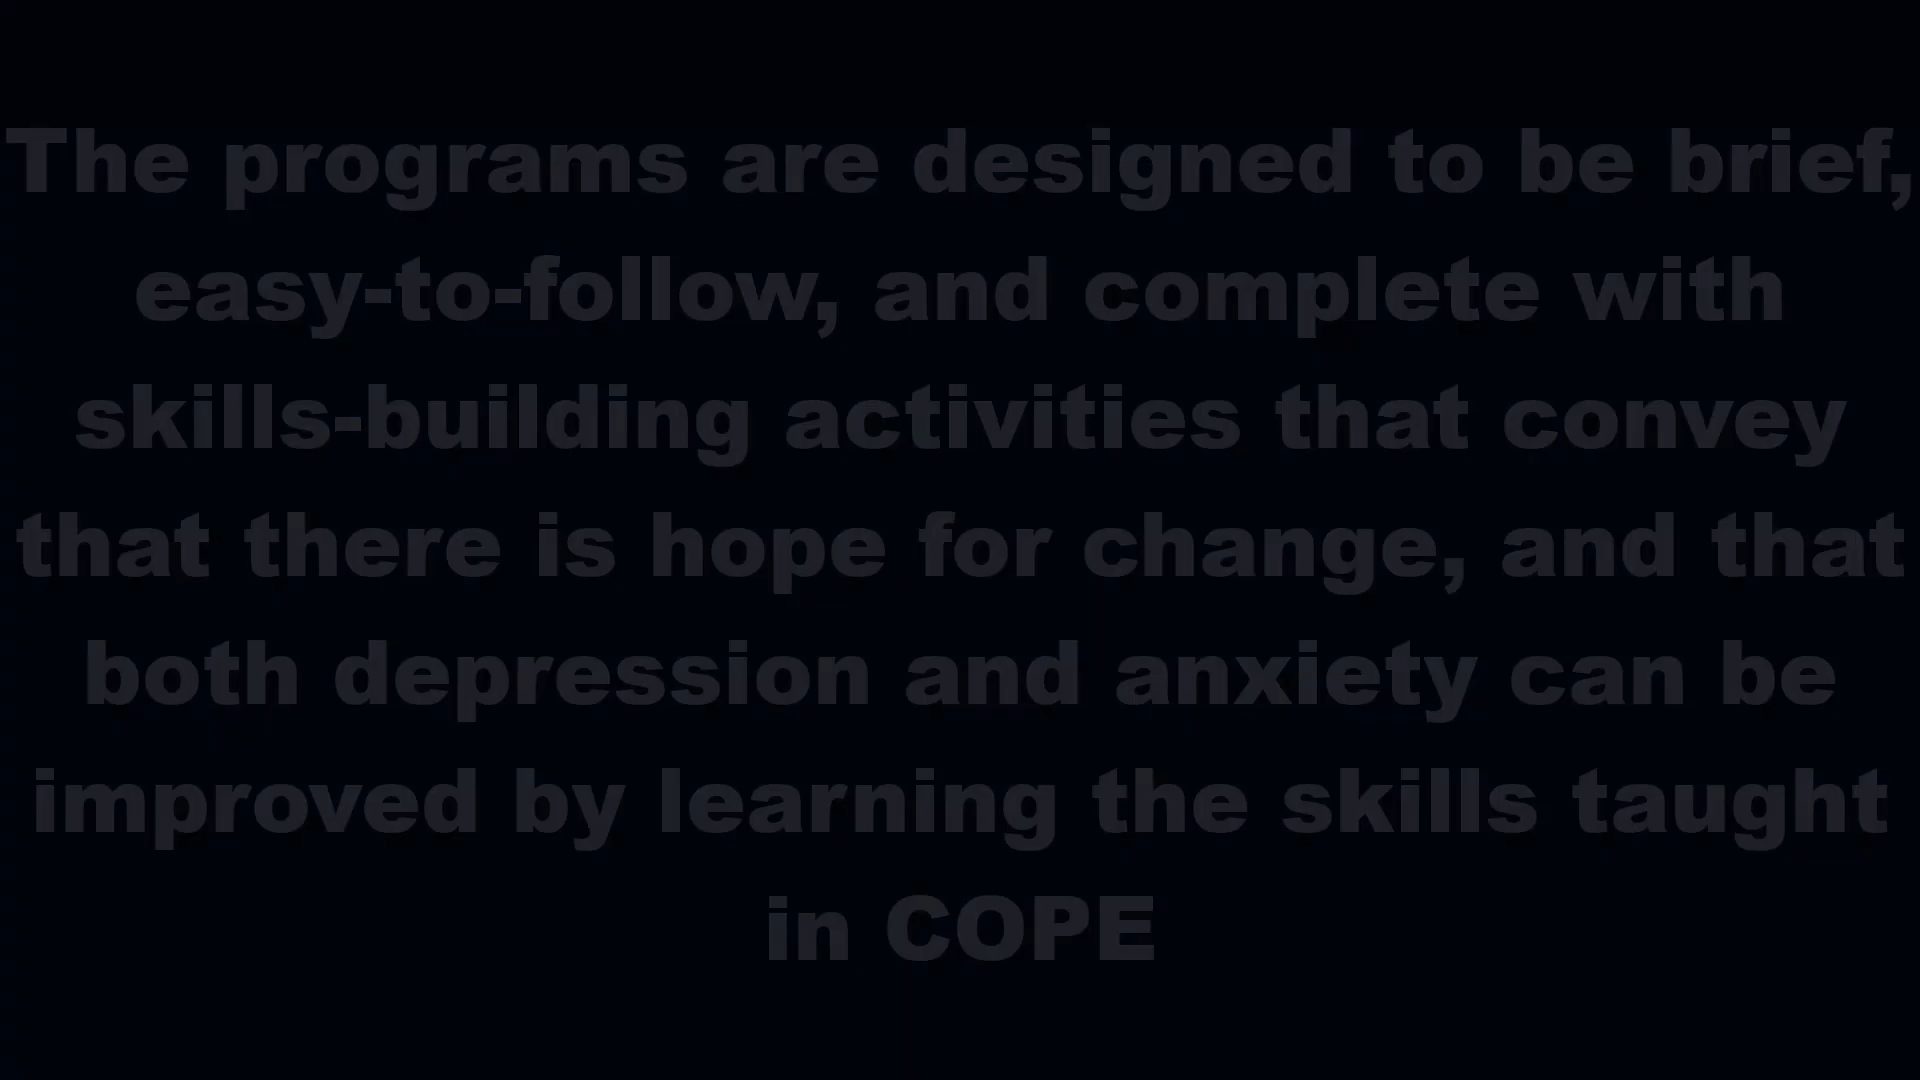 The programs are designed to be brief,
easy-to-follow, and complete with
skills-building activities that convey
that there is hope for change, and that
both depression and anxiety can be
improved by learning the skills taught
in COPE